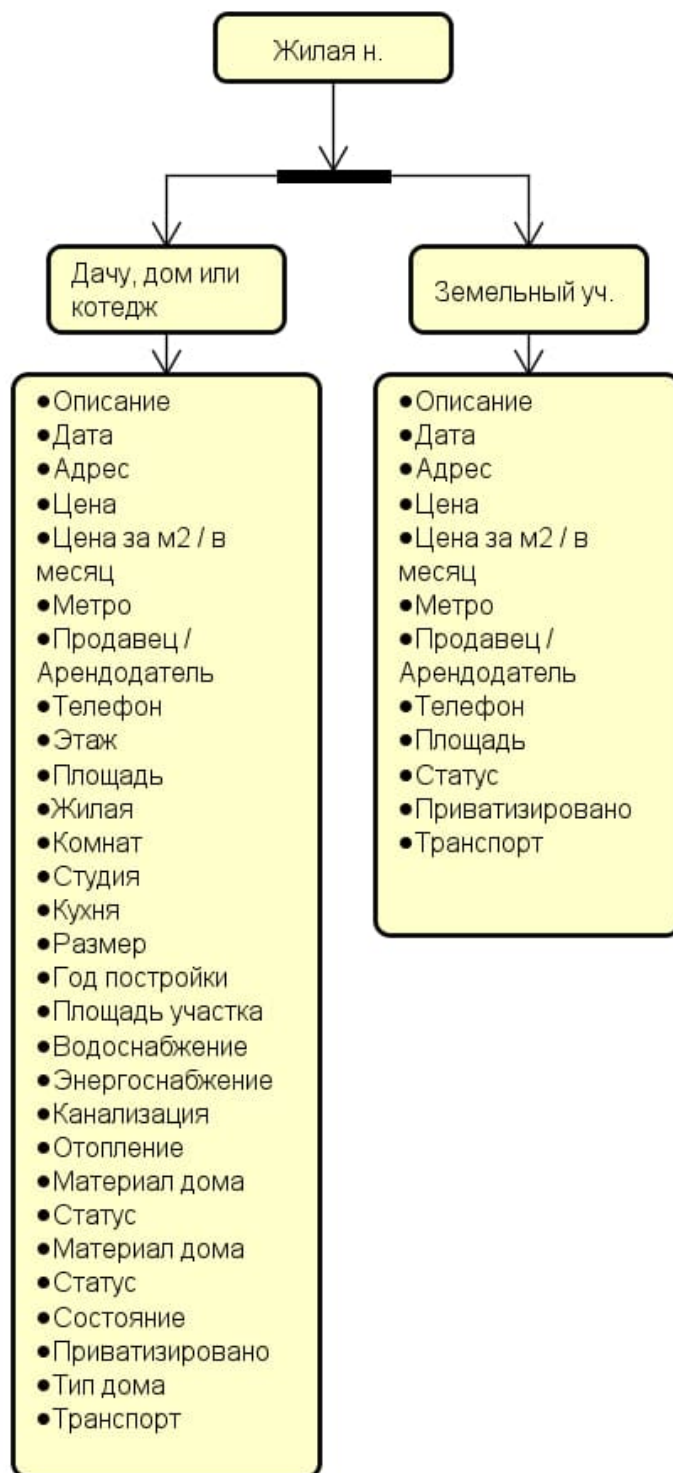 Жилая н.
Дачу, дом или
котедж
Земельный уч.
●Описание
●Дата
●Адрес
●Цена
●Цена за м2 / в
месяц
●Метро
●Продавец /
Арендодатель
●Телефон
●Этаж
●Площадь
●Жилая
●Комнат
●Студия
●Кухня
●Размер
●Год постройки
●Площадь участка
●Водоснабжение
●Энергоснабжение
●Канализация
●Отопление
●Материал дома
●Статус
●Материал дома
●Статус
●Состояние
●Приватизировано
●Тип дома
●Транспорт
●Описание
●Дата
●Адрес
●Цена
●Цена за м2 / в
месяц
●Метро
●Продавец /
Арендодатель
●Телефон
●Площадь
●Статус
●Приватизировано
●Транспорт